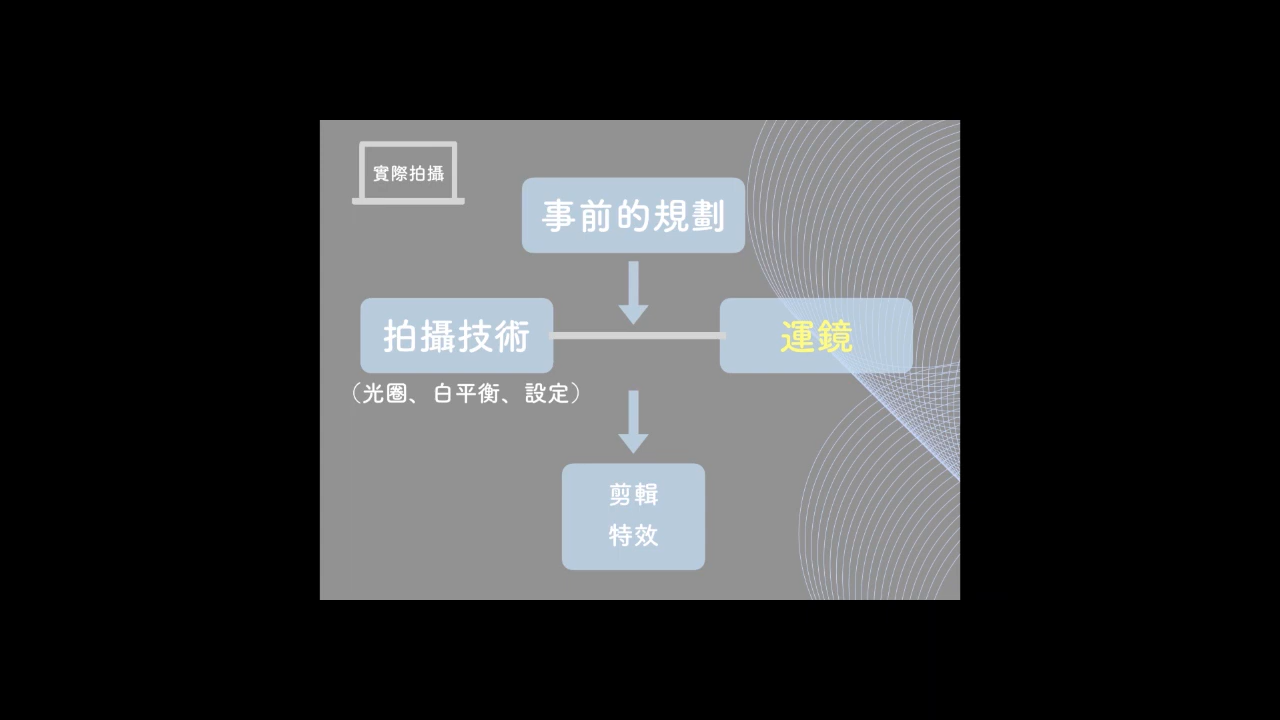 實際拍攝
事前的規劃
拍攝技術
運鏡
（光圈、白平衡、設定）
剪輯
特效